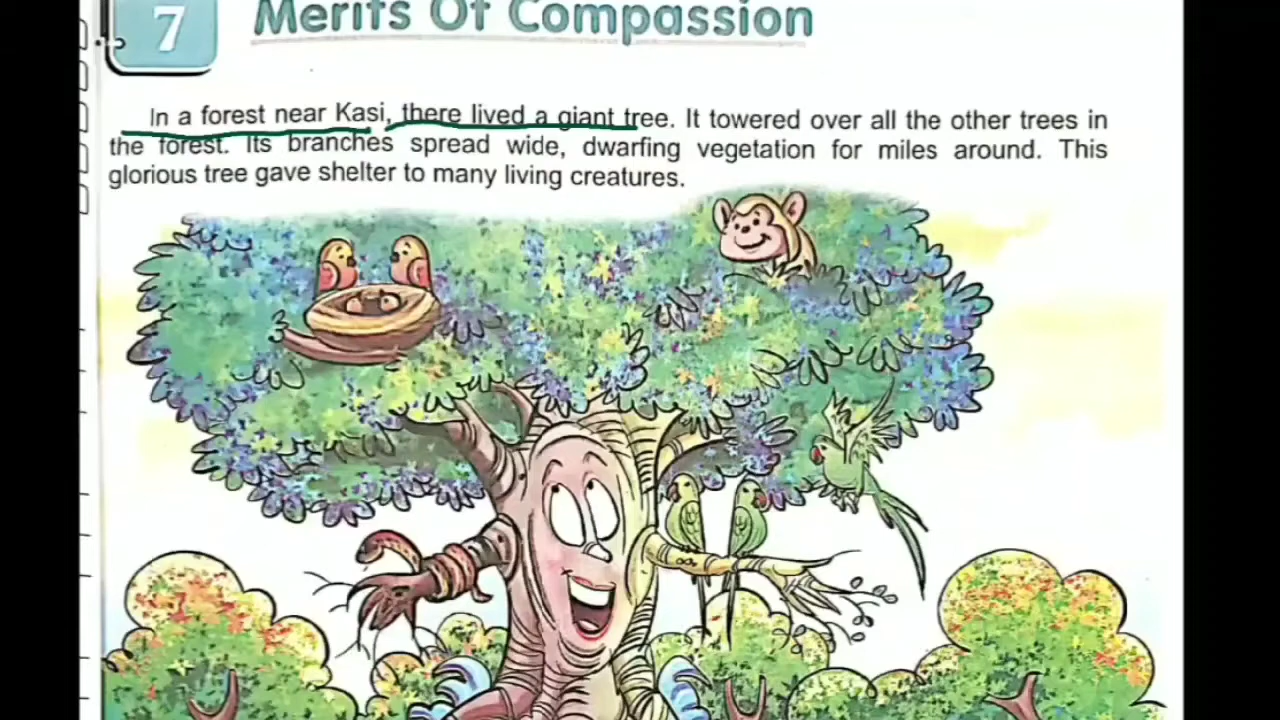 7
Merits Of Compassion
In a forest near Kasi, there lived a giant tree. It towered over all the other trees in
the forest. Its branches spread wide, dwarfing vegetation for miles around. This
glorious tree gave shelter to many living creatures.